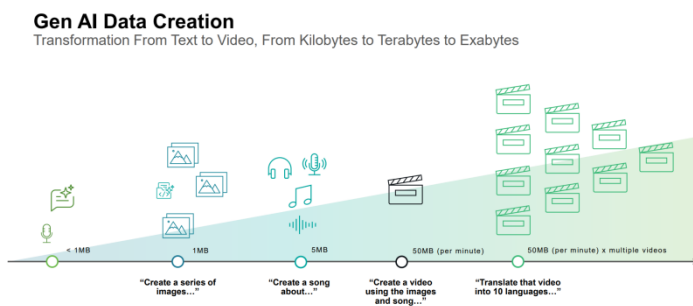 Gen AI Data Creation
Transformation From Text to Video, From Kilobytes to Terabytes to Exabytes
< 1MB
1MB
5MB
50MB (per minute)
50MB (per minute) x multiple videos
“Create a series of
images…”
“Create a song
about…”
“Create a video
using the images
and song…”
“Translate that video
into 10 languages…”